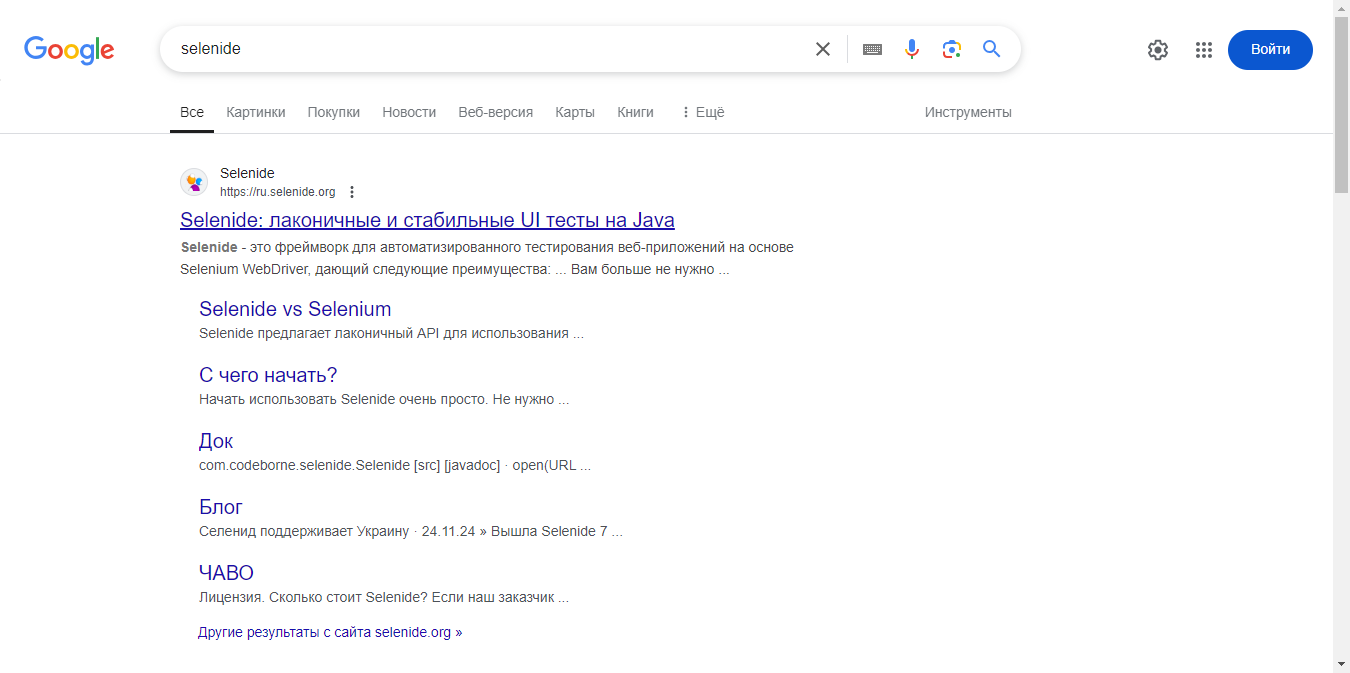 Google
selenide
Войти
Все Картинки Покупки Новости Веб-версия Карты Книги Ещё Инструменты
Selenide
https://ru.selenide.org
Selenide: лаконичные и стабильные UI тесты на Java
Selenide - это фреймворк для автоматизированного тестирования веб-приложений на основе
Selenium WebDriver, дающий следующие преимущества: ... Вам больше не нужно ...
Selenide vs Selenium
Selenide предлагает лаконичный API для использования ...
С чего начать?
Начать использовать Selenide очень просто. Не нужно ...
Док
com.codeborne.selenide.Selenide [src] [javadoc] · open(URL ...
Блог
Селенид поддерживает Украину · 24.11.24 » Вышла Selenide 7 ...
ЧАВО
Лицензия. Сколько стоит Selenide? Если наш заказчик ...
Другие результаты с сайта selenide.org »